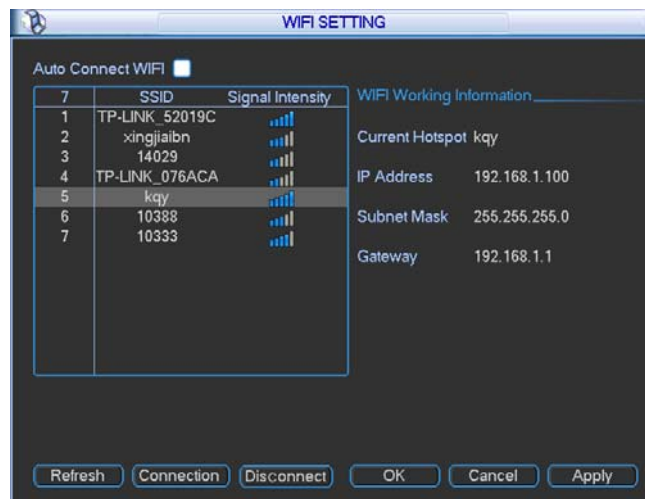 WIFI SETTING
Auto Connect WIFI
7 SSID Signal Intensity
1 TP-LINK_52019C
2 xingjiaibn
3 14029
4 TP-LINK_076ACA
5 kqy
6 10388
7 10333
WIFI Working Information
Current Hotspot kqy
IP Address 192.168.1.100
Subnet Mask 255.255.255.0
Gateway 192.168.1.1
Refresh Connection Disconnect OK Cancel Apply